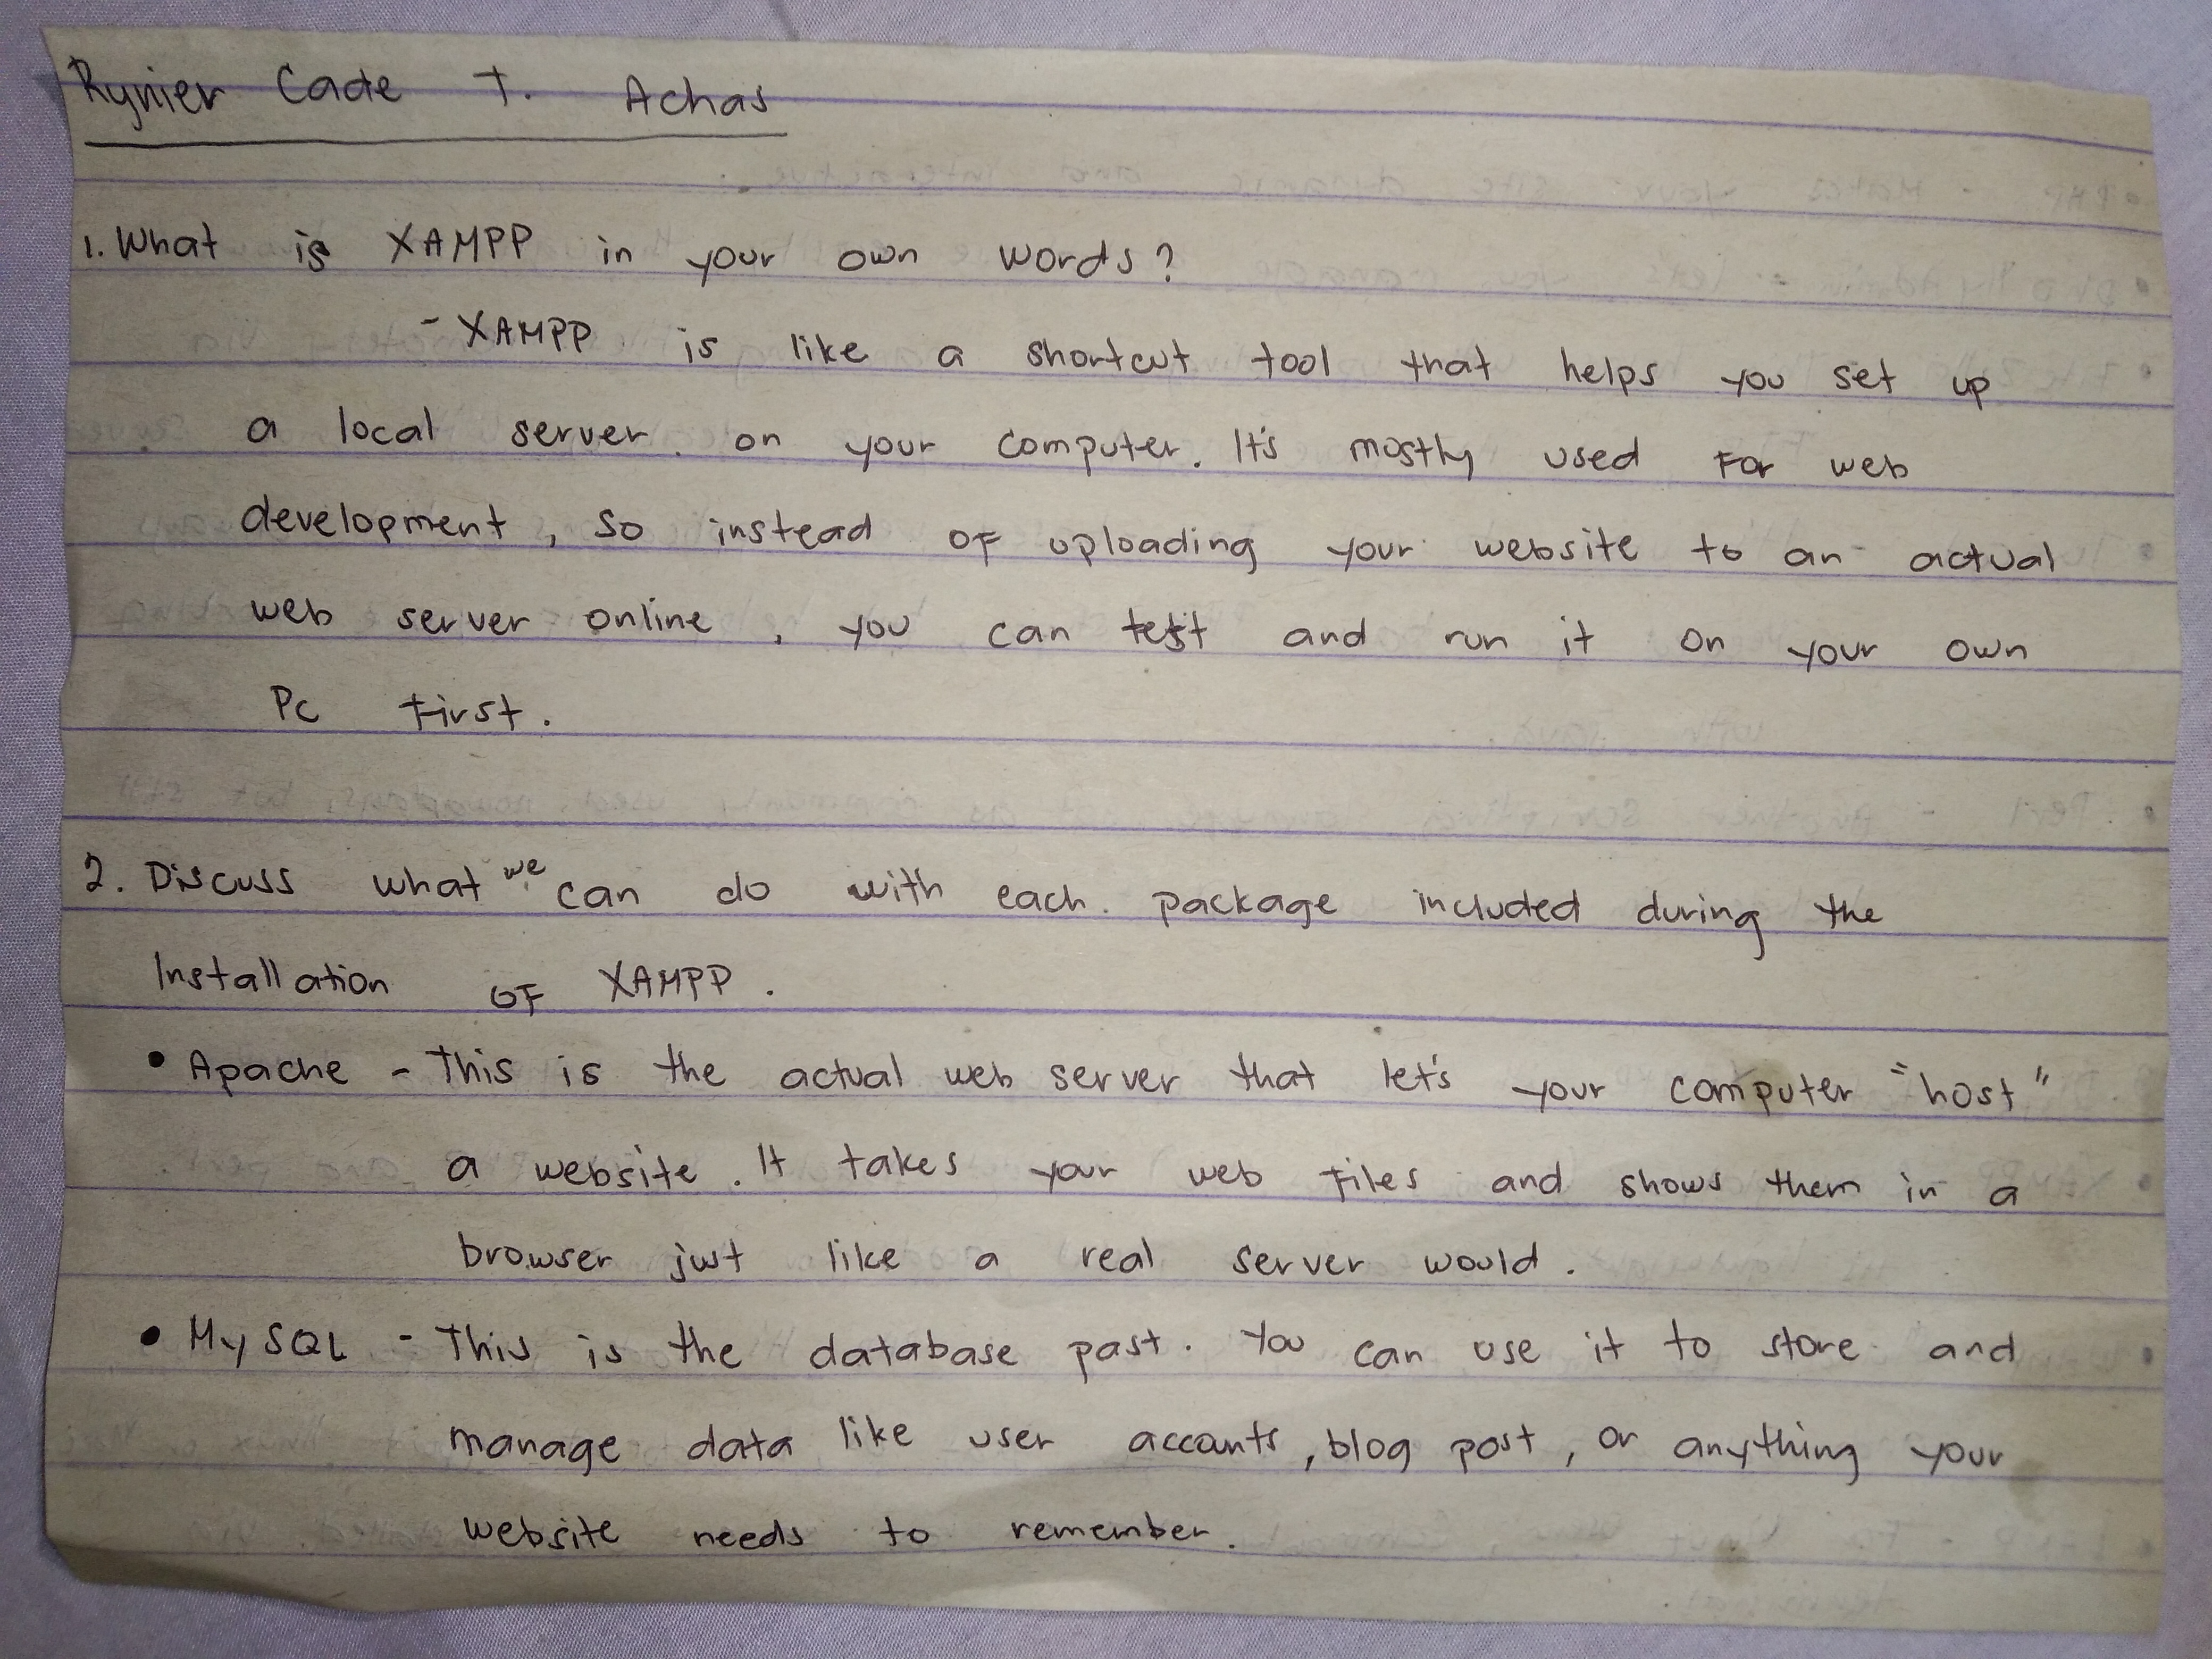 Rynier Cade T. Achas
1. What is XAMPP in your own words?
- XAMPP is like a shortcut tool that helps you set up
a local server on your computer. It's mostly used for web
development, so instead of uploading your website to an actual
web server online, you can test and run it on your own
Pc first.
2. Discuss what we can do with each package included during the
Installation of XAMPP.
• Apache - This is the actual web server that let's your computer "host"
a website. It takes your web files and shows them in a
browser just like a real server would.
• MySQL - This is the database past. You can use it to store and
manage data like user accants, blog post, or anything your
website needs to remember.